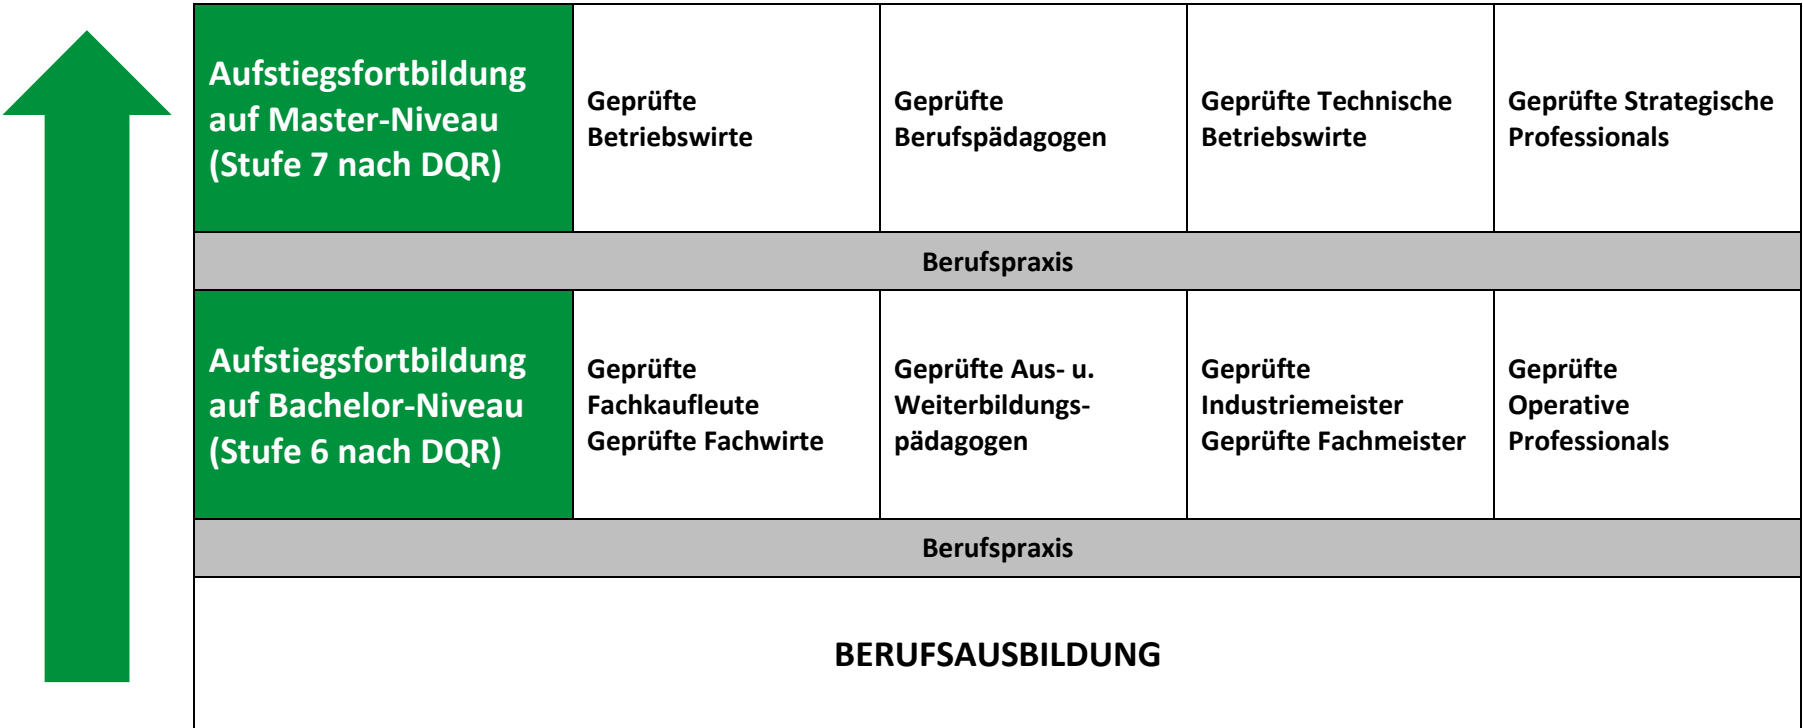 Aufstiegsfortbildung
auf Master-Niveau
(Stufe 7 nach DQR)
Geprüfte
Betriebswirte
Geprüfte
Berufspädagogen
Geprüfte Technische
Betriebswirte
Geprüfte Strategische
Professionals
Berufspraxis
Aufstiegsfortbildung
auf Bachelor-Niveau
(Stufe 6 nach DQR)
Geprüfte
Fachkaufleute
Geprüfte Fachwirte
Geprüfte Aus- u.
Weiterbildungs-
pädagogen
Geprüfte
Industriemeister
Geprüfte Fachmeister
Geprüfte
Operative
Professionals
Berufspraxis
BERUFSAUSBILDUNG